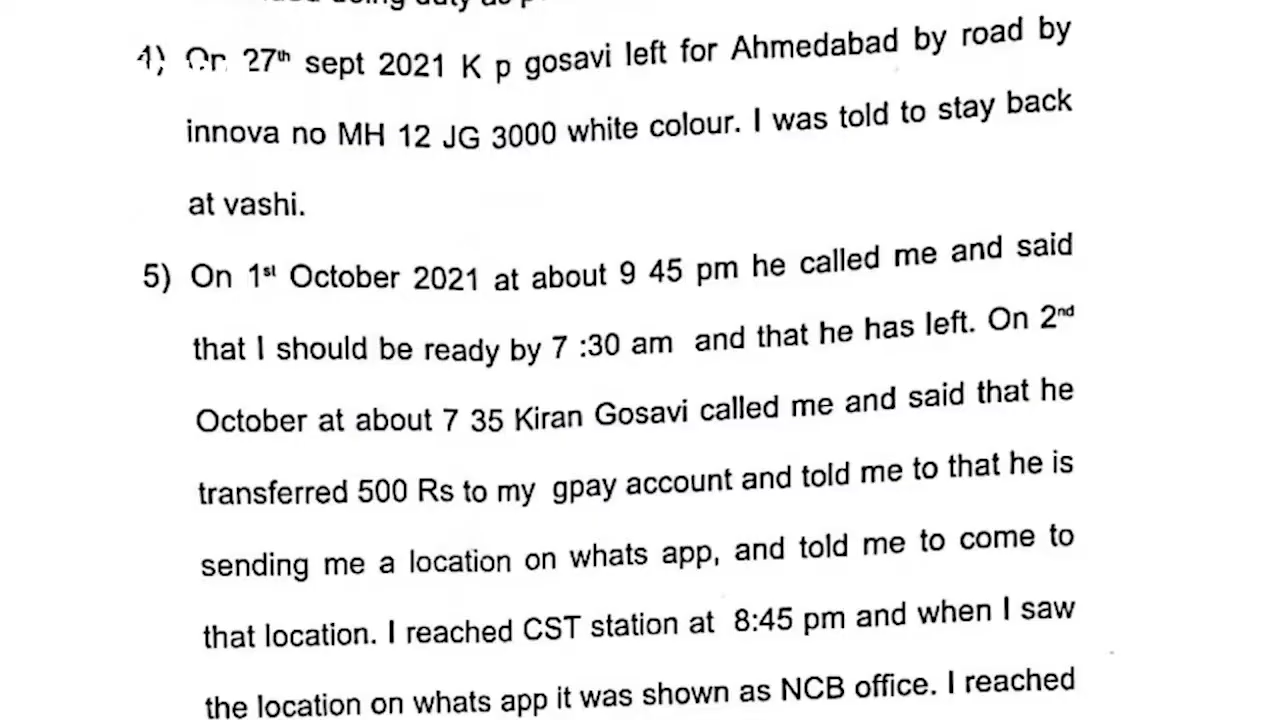 doing duty as p
4) On 27th sept 2021 K p gosavi left for Ahmedabad by road by
innova no MH 12 JG 3000 white colour. I was told to stay back
at vashi.
5) On 1st October 2021 at about 9 45 pm he called me and said
that I should be ready by 7 :30 am and that he has left. On 2nd
October at about 7 35 Kiran Gosavi called me and said that he
transferred 500 Rs to my gpay account and told me to that he is
sending me a location on whats app, and told me to come to
that location. I reached CST station at 8:45 pm and when I saw
the location on whats app it was shown as NCB office. I reached